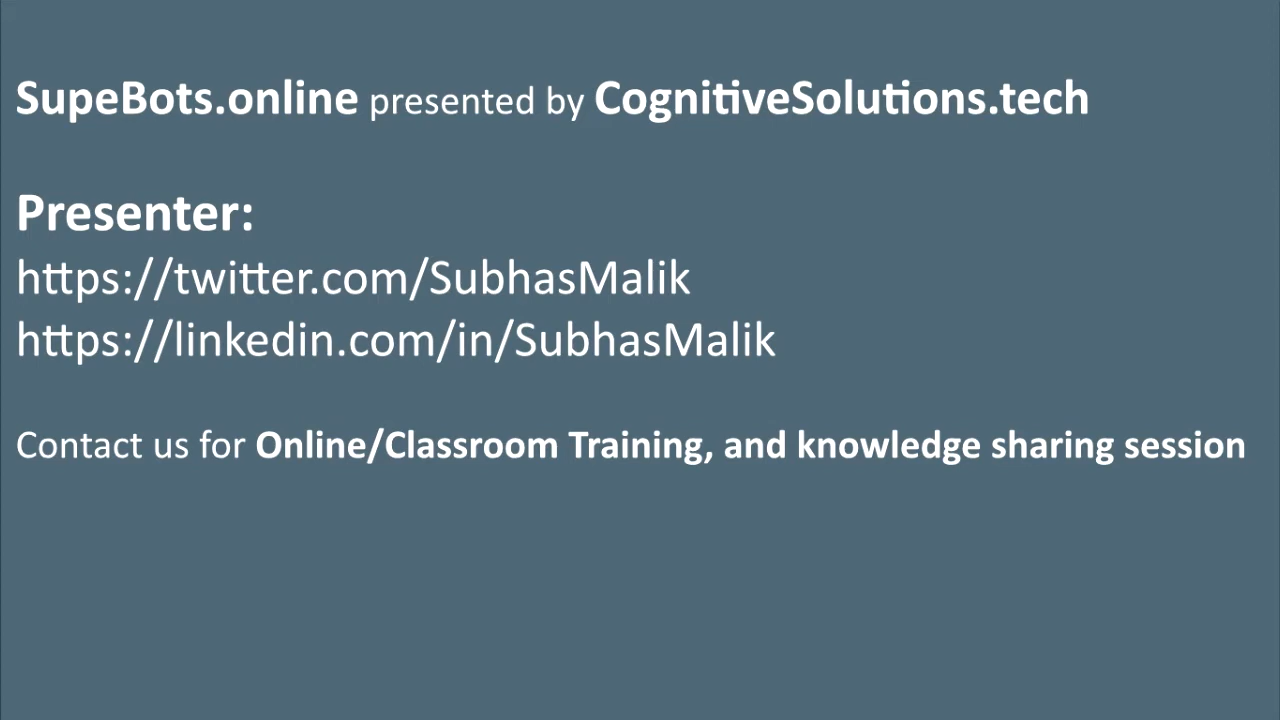 SupeBots.online presented by CognitiveSolutions.tech
Presenter:
https://twitter.com/SubhasMalik
https://linkedin.com/in/SubhasMalik
Contact us for Online/Classroom Training, and knowledge sharing session